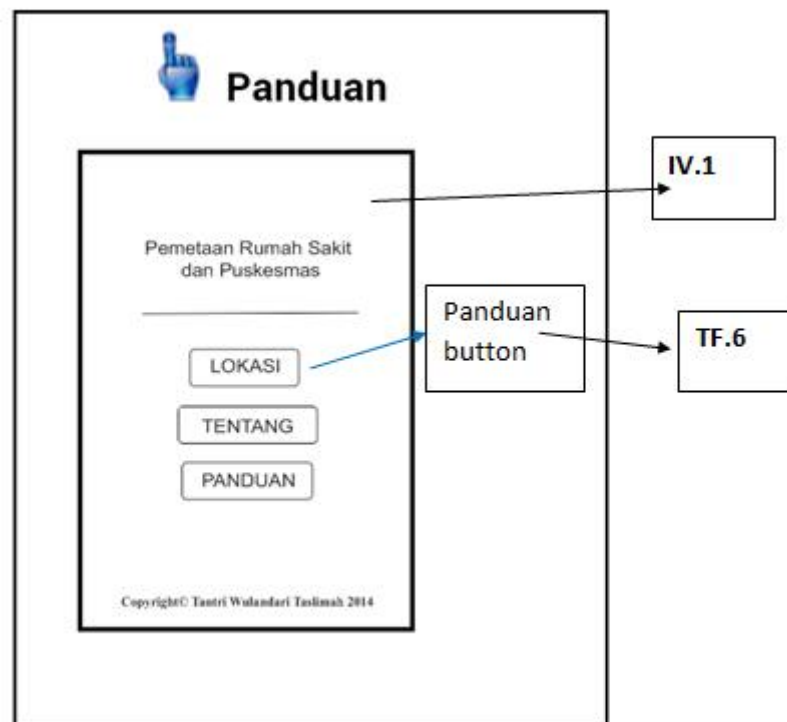 Panduan
IV.1
Pemetaan Rumah Sakit
dan Puskesmas
Panduan
button
TF.6
LOKASI
TENTANG
PANDUAN
Copyright© Tantri Wulandari Taslimah 2014